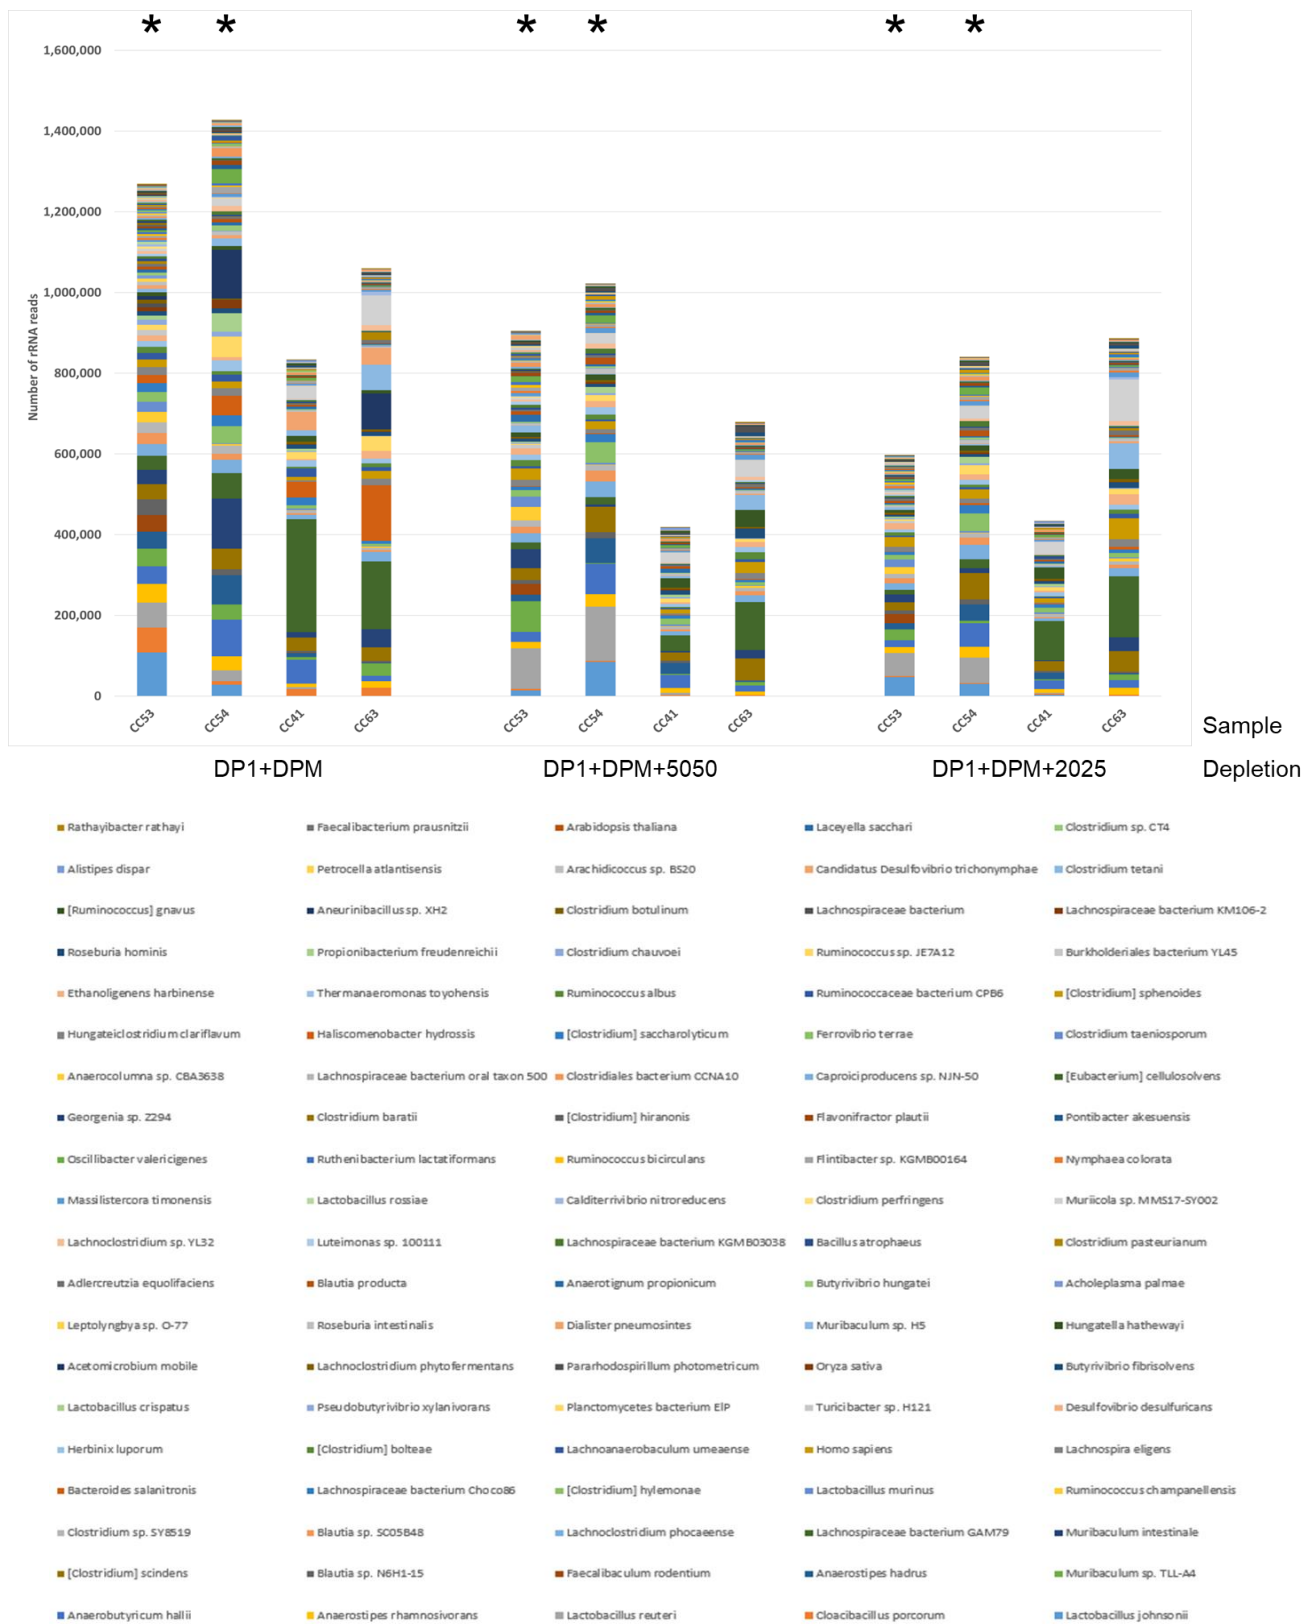 * * * * * *
1,600,000
1,400,000
1,200,000
1,000,000
800,000
600,000
400,000
200,000
0
Number of rRNA reads
CC53 CC54 CC41 CC63 CC53 CC54 CC41 CC63 CC53 CC54 CC41 CC63 Sample
DP1+DPM DP1+DPM+5050 DP1+DPM+2025 Depletion
Rathayibacter rathayi Faecalibacterium prausnitzii Arabidopsis thaliana Laceyella sacchari Clostridium sp. CT4
Alistipes dispar Petrocella atlantisensis Arachidicoccus sp. BS20 Candidatus Desulfovibrio trichonymphae Clostridium tetani
[Ruminococcus] gnavus Aneurinibacillus sp. XH2 Clostridium botulinum Lachnospiraceae bacterium Lachnospiraceae bacterium KM106-2
Roseburia hominis Propionibacterium freudenreichii Clostridium chauvoei Ruminococcus sp. JE7A12 Burkholderiales bacterium YL45
Ethanoligenens harbinense Thermanaeromonas toyohensis Ruminococcus albus Ruminococcaceae bacterium CPB6 [Clostridium] sphenoides
Hungateiclostridium clariflavum Haliscomenobacter hydrossis [Clostridium] saccharolyticum Ferrovibrio terrae Clostridium taeniosporum
Anaerocolumna sp. CBA3638 Lachnospiraceae bacterium oral taxon 500 Clostridiales bacterium CCNA10 Caproiciproducens sp. NJN-50 [Eubacterium] cellulosolvens
Georgenia sp. Z294 Clostridium baratii [Clostridium] hiranonis Flavonifractor plautii Pontibacter akesuensis
Oscillibacter valericigenes Ruthenibacterium lactatiformans Ruminococcus bicirculans Flintibacter sp. KGMB00164 Nymphaea colorata
Massilistercora timonensis Lactobacillus rossiae Calditerrivibrio nitroreducens Clostridium perfringens Muriicola sp. MMS17-SY002
Lachnoclostridium sp. YL32 Luteimonas sp. 100111 Lachnospiraceae bacterium KGMB03038 Bacillus atrophaeus Clostridium pasteurianum
Adlercreutzia equolifaciens Blautia producta Anaerotignum propionicum Butyrivibrio hungatei Acholeplasma palmae
Leptolyngbya sp. O-77 Roseburia intestinalis Dialister pneumosintes Muribaculum sp. H5 Hungatella hathewayi
Acetomicrobium mobile Lachnoclostridium phytofermentans Pararhodospirillum photometricum Oryza sativa Butyrivibrio fibrisolvens
Lactobacillus crispatus Pseudobutyrivibrio xylanivorans Planctomycetes bacterium ElP Turicibacter sp. H121 Desulfovibrio desulfuricans
Herbinix luporum [Clostridium] bolteae Lachnoanaerobaculum umeaense Homo sapiens Lachnospira eligens
Bacteroides salanitronis Lachnospiraceae bacterium Choco86 [Clostridium] hylemonae Lactobacillus murinus Ruminococcus champanellensis
Clostridium sp. SY8519 Blautia sp. SC05B48 Lachnoclostridium phocaeense Lachnospiraceae bacterium GAM79 Muribaculum intestinale
[Clostridium] scindens Blautia sp. N6H1-15 Faecalibaculum rodentium Anaerostipes hadrus Muribaculum sp. TLL-A4
Anaerobutyricum hallii Anaerostipes rhamnosivorans Lactobacillus reuteri Cloacibacillus porcorum Lactobacillus johnsonii